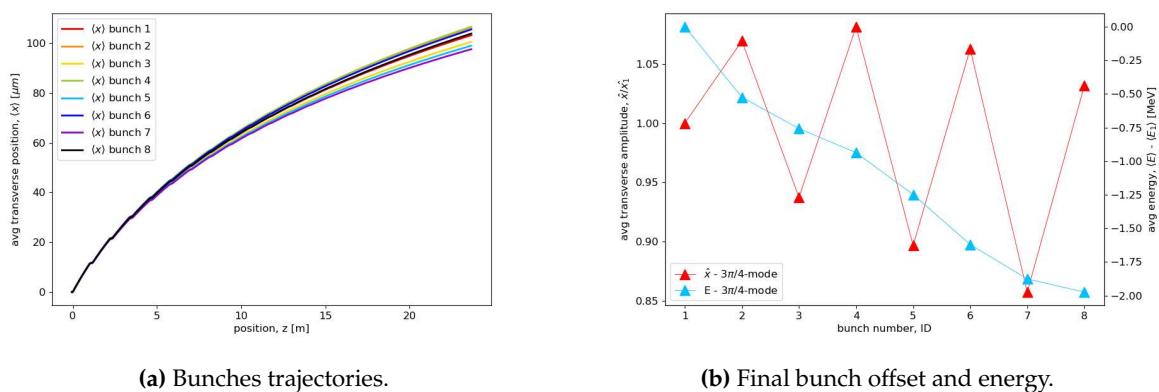 ⟨x⟩ bunch 1
⟨x⟩ bunch 2
⟨x⟩ bunch 3
⟨x⟩ bunch 4
⟨x⟩ bunch 5
⟨x⟩ bunch 6
⟨x⟩ bunch 7
⟨x⟩ bunch 8
avg transverse position, ⟨x⟩ [μm]
100
80
60
40
20
0
0 5 10 15 20
position, z [m]
(a) Bunches trajectories.
avg transverse amplitude, x̂/x̂₁
1.05
1.00
0.95
0.90
0.85
x̂ - 3π/4-mode
E - 3π/4-mode
1 2 3 4 5 6 7 8
bunch number, ID
0.00
−0.25
−0.50
−0.75
−1.00
−1.25
−1.50
−1.75
−2.00
avg energy, ⟨E⟩ - ⟨E₁⟩ [MeV]
(b) Final bunch offset and energy.